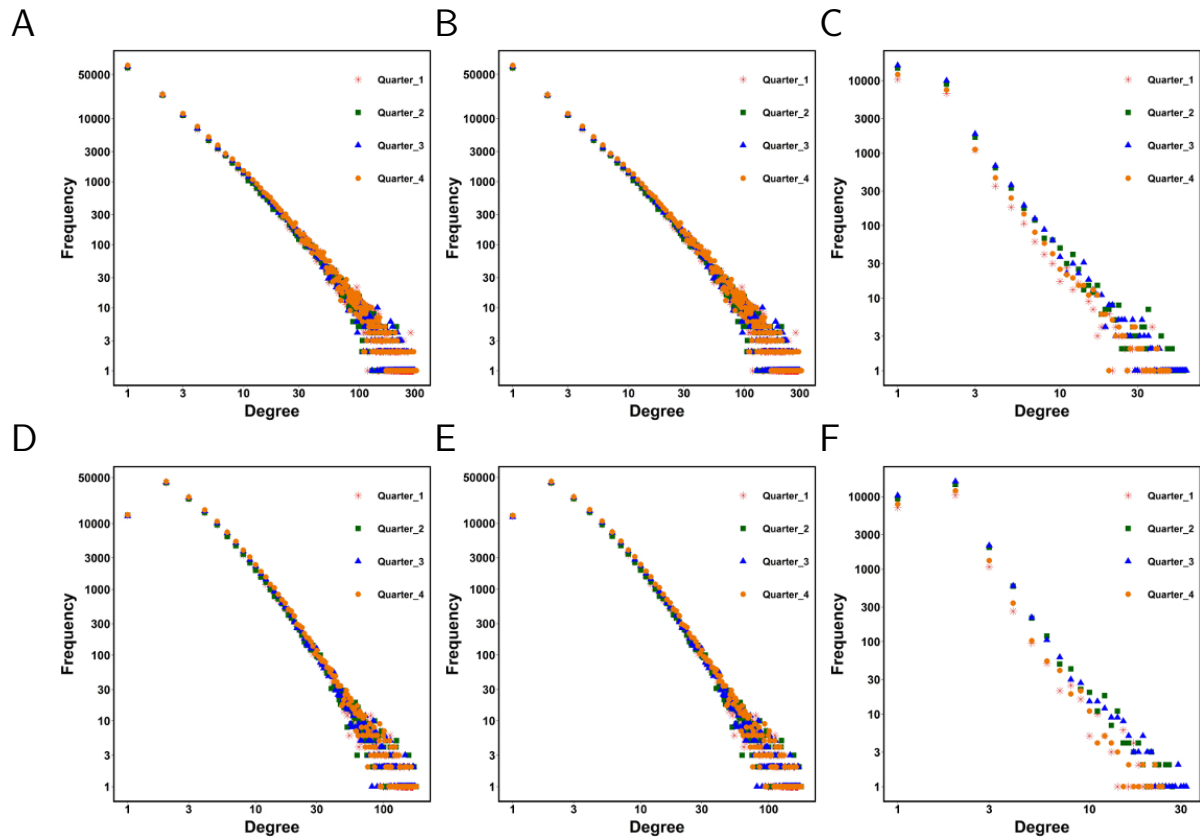 A
B
C
Frequency
50000
10000
3000
1000
300
100
30
10
3
1
Quarter_1
Quarter_2
Quarter_3
Quarter_4
1
3
10
30
100
300
Degree
Frequency
50000
10000
3000
1000
300
100
30
10
3
1
Quarter_1
Quarter_2
Quarter_3
Quarter_4
1
3
10
30
100
300
Degree
Frequency
10000
3000
1000
300
100
30
10
3
1
Quarter_1
Quarter_2
Quarter_3
Quarter_4
1
3
10
30
Degree
D
E
F
Frequency
50000
10000
3000
1000
300
100
30
10
3
1
Quarter_1
Quarter_2
Quarter_3
Quarter_4
1
3
10
30
100
Degree
Frequency
50000
10000
3000
1000
300
100
30
10
3
1
Quarter_1
Quarter_2
Quarter_3
Quarter_4
1
3
10
30
100
Degree
Frequency
10000
3000
1000
300
100
30
10
3
1
Quarter_1
Quarter_2
Quarter_3
Quarter_4
1
3
10
30
Degree